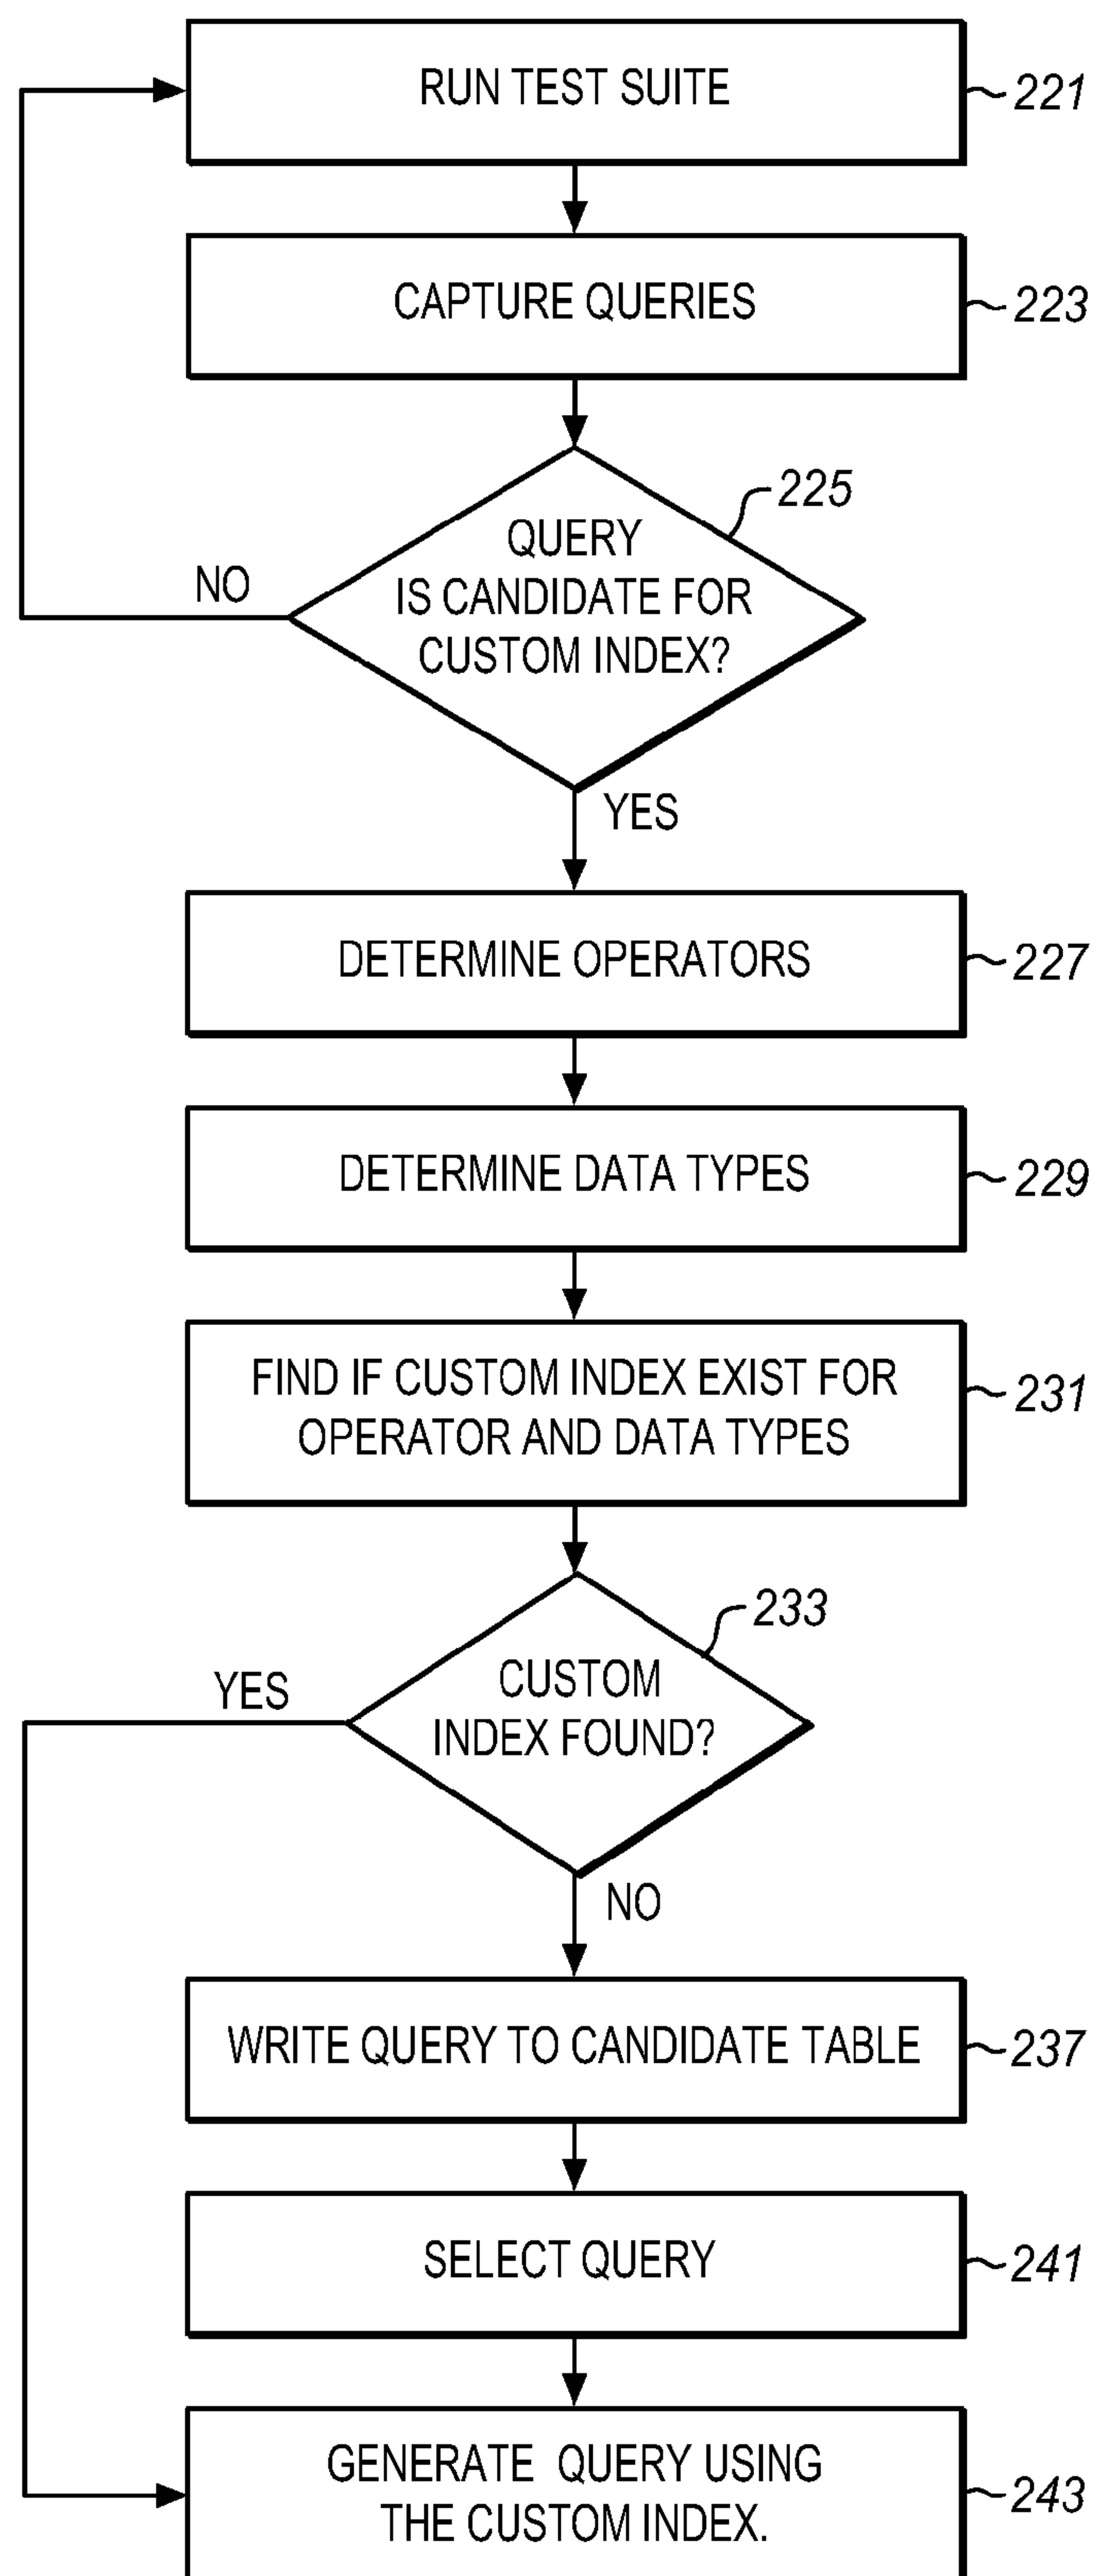 RUN TEST SUITE
221
CAPTURE QUERIES
223
225
QUERY
IS CANDIDATE FOR
CUSTOM INDEX?
NO
YES
DETERMINE OPERATORS
227
DETERMINE DATA TYPES
229
FIND IF CUSTOM INDEX EXIST FOR
OPERATOR AND DATA TYPES
231
233
CUSTOM
INDEX FOUND?
YES
NO
WRITE QUERY TO CANDIDATE TABLE
237
SELECT QUERY
241
GENERATE QUERY USING
THE CUSTOM INDEX.
243